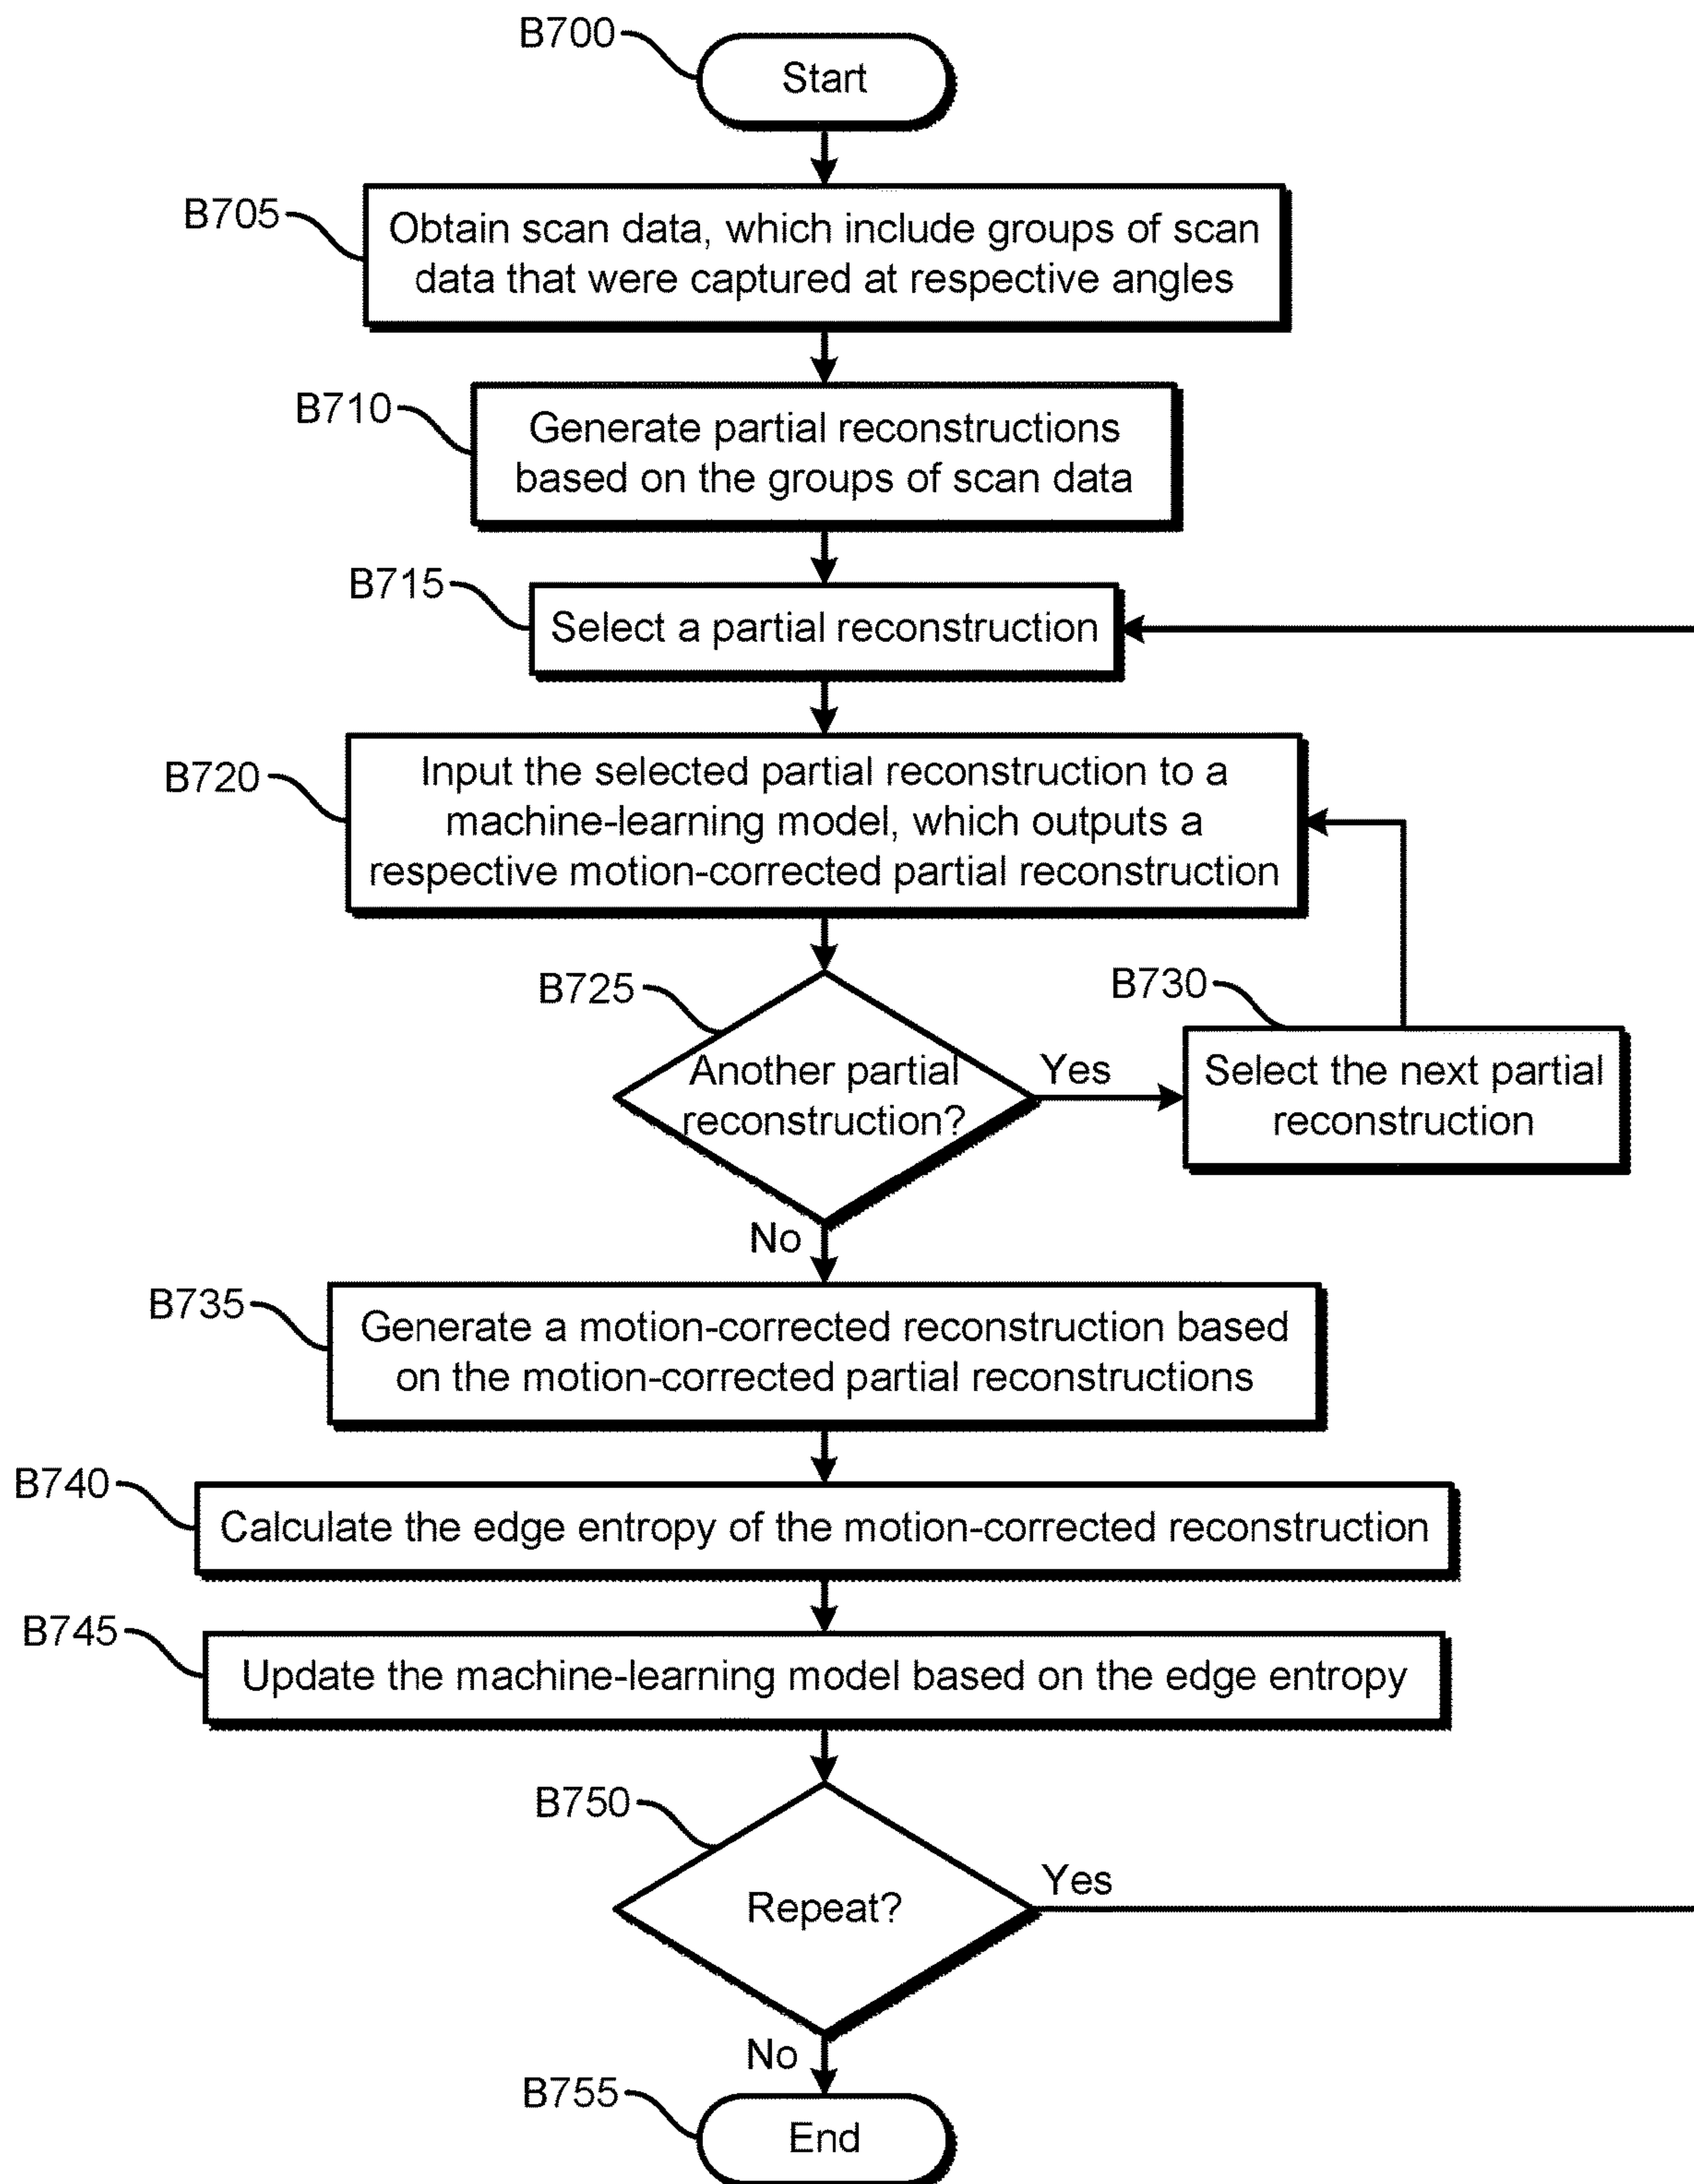 B700
Start
B705
Obtain scan data, which include groups of scan
data that were captured at respective angles
B710
Generate partial reconstructions
based on the groups of scan data
B715
Select a partial reconstruction
B720
Input the selected partial reconstruction to a
machine-learning model, which outputs a
respective motion-corrected partial reconstruction
B725
Another partial
reconstruction?
Yes
B730
Select the next partial
reconstruction
No
B735
Generate a motion-corrected reconstruction based
on the motion-corrected partial reconstructions
B740
Calculate the edge entropy of the motion-corrected reconstruction
B745
Update the machine-learning model based on the edge entropy
B750
Repeat?
Yes
No
B755
End